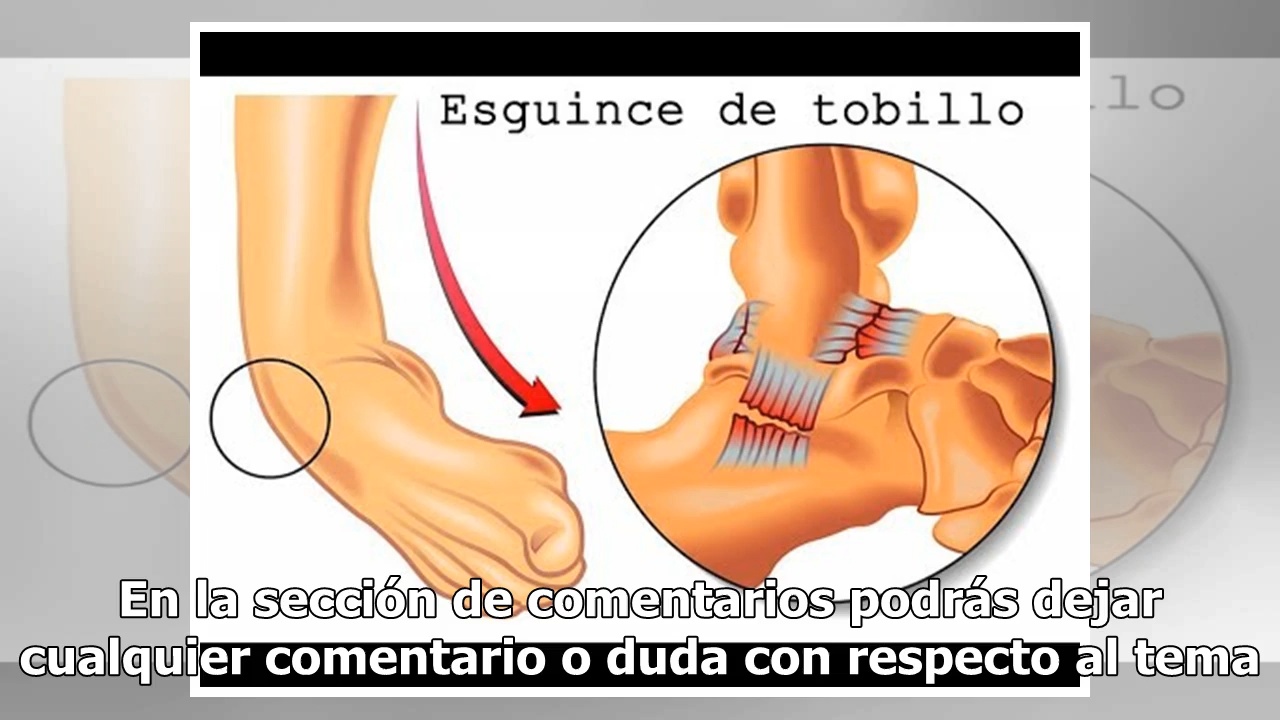 Esguince de tobillo
En la sección de comentarios podrás dejar
cualquier comentario o duda con respecto al tema